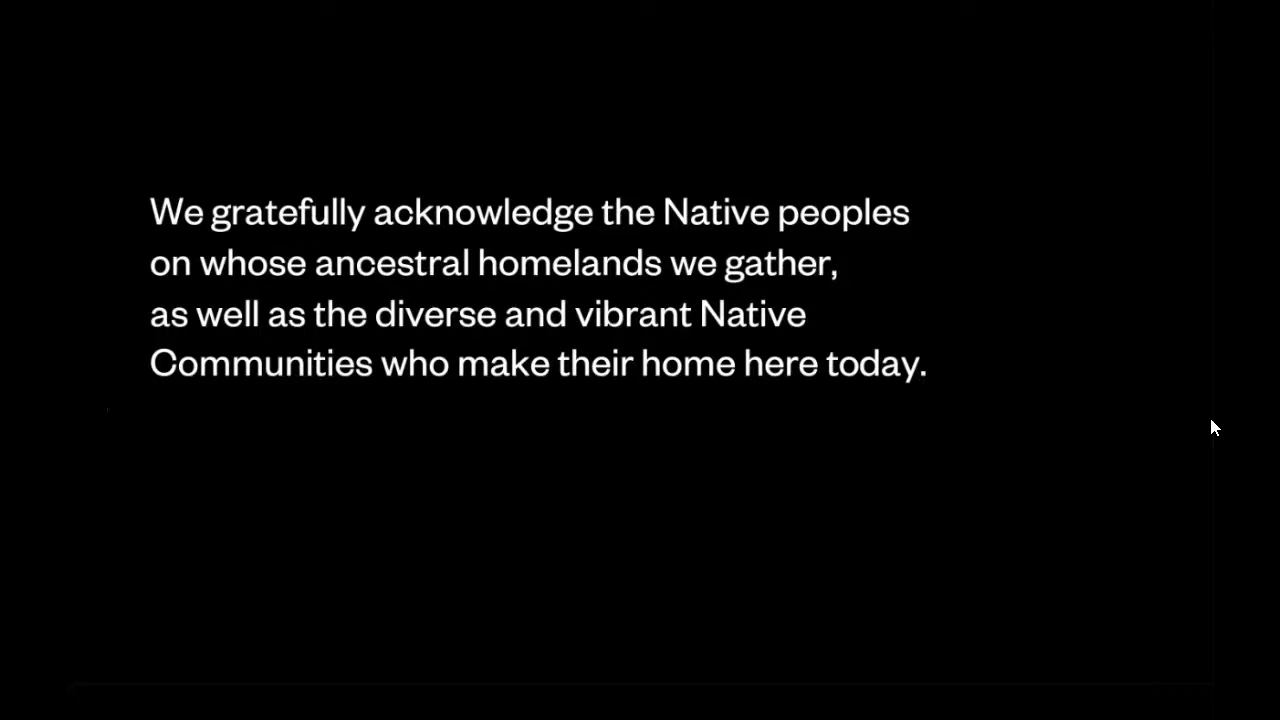 We gratefully acknowledge the Native peoples
on whose ancestral homelands we gather,
as well as the diverse and vibrant Native
Communities who make their home here today.